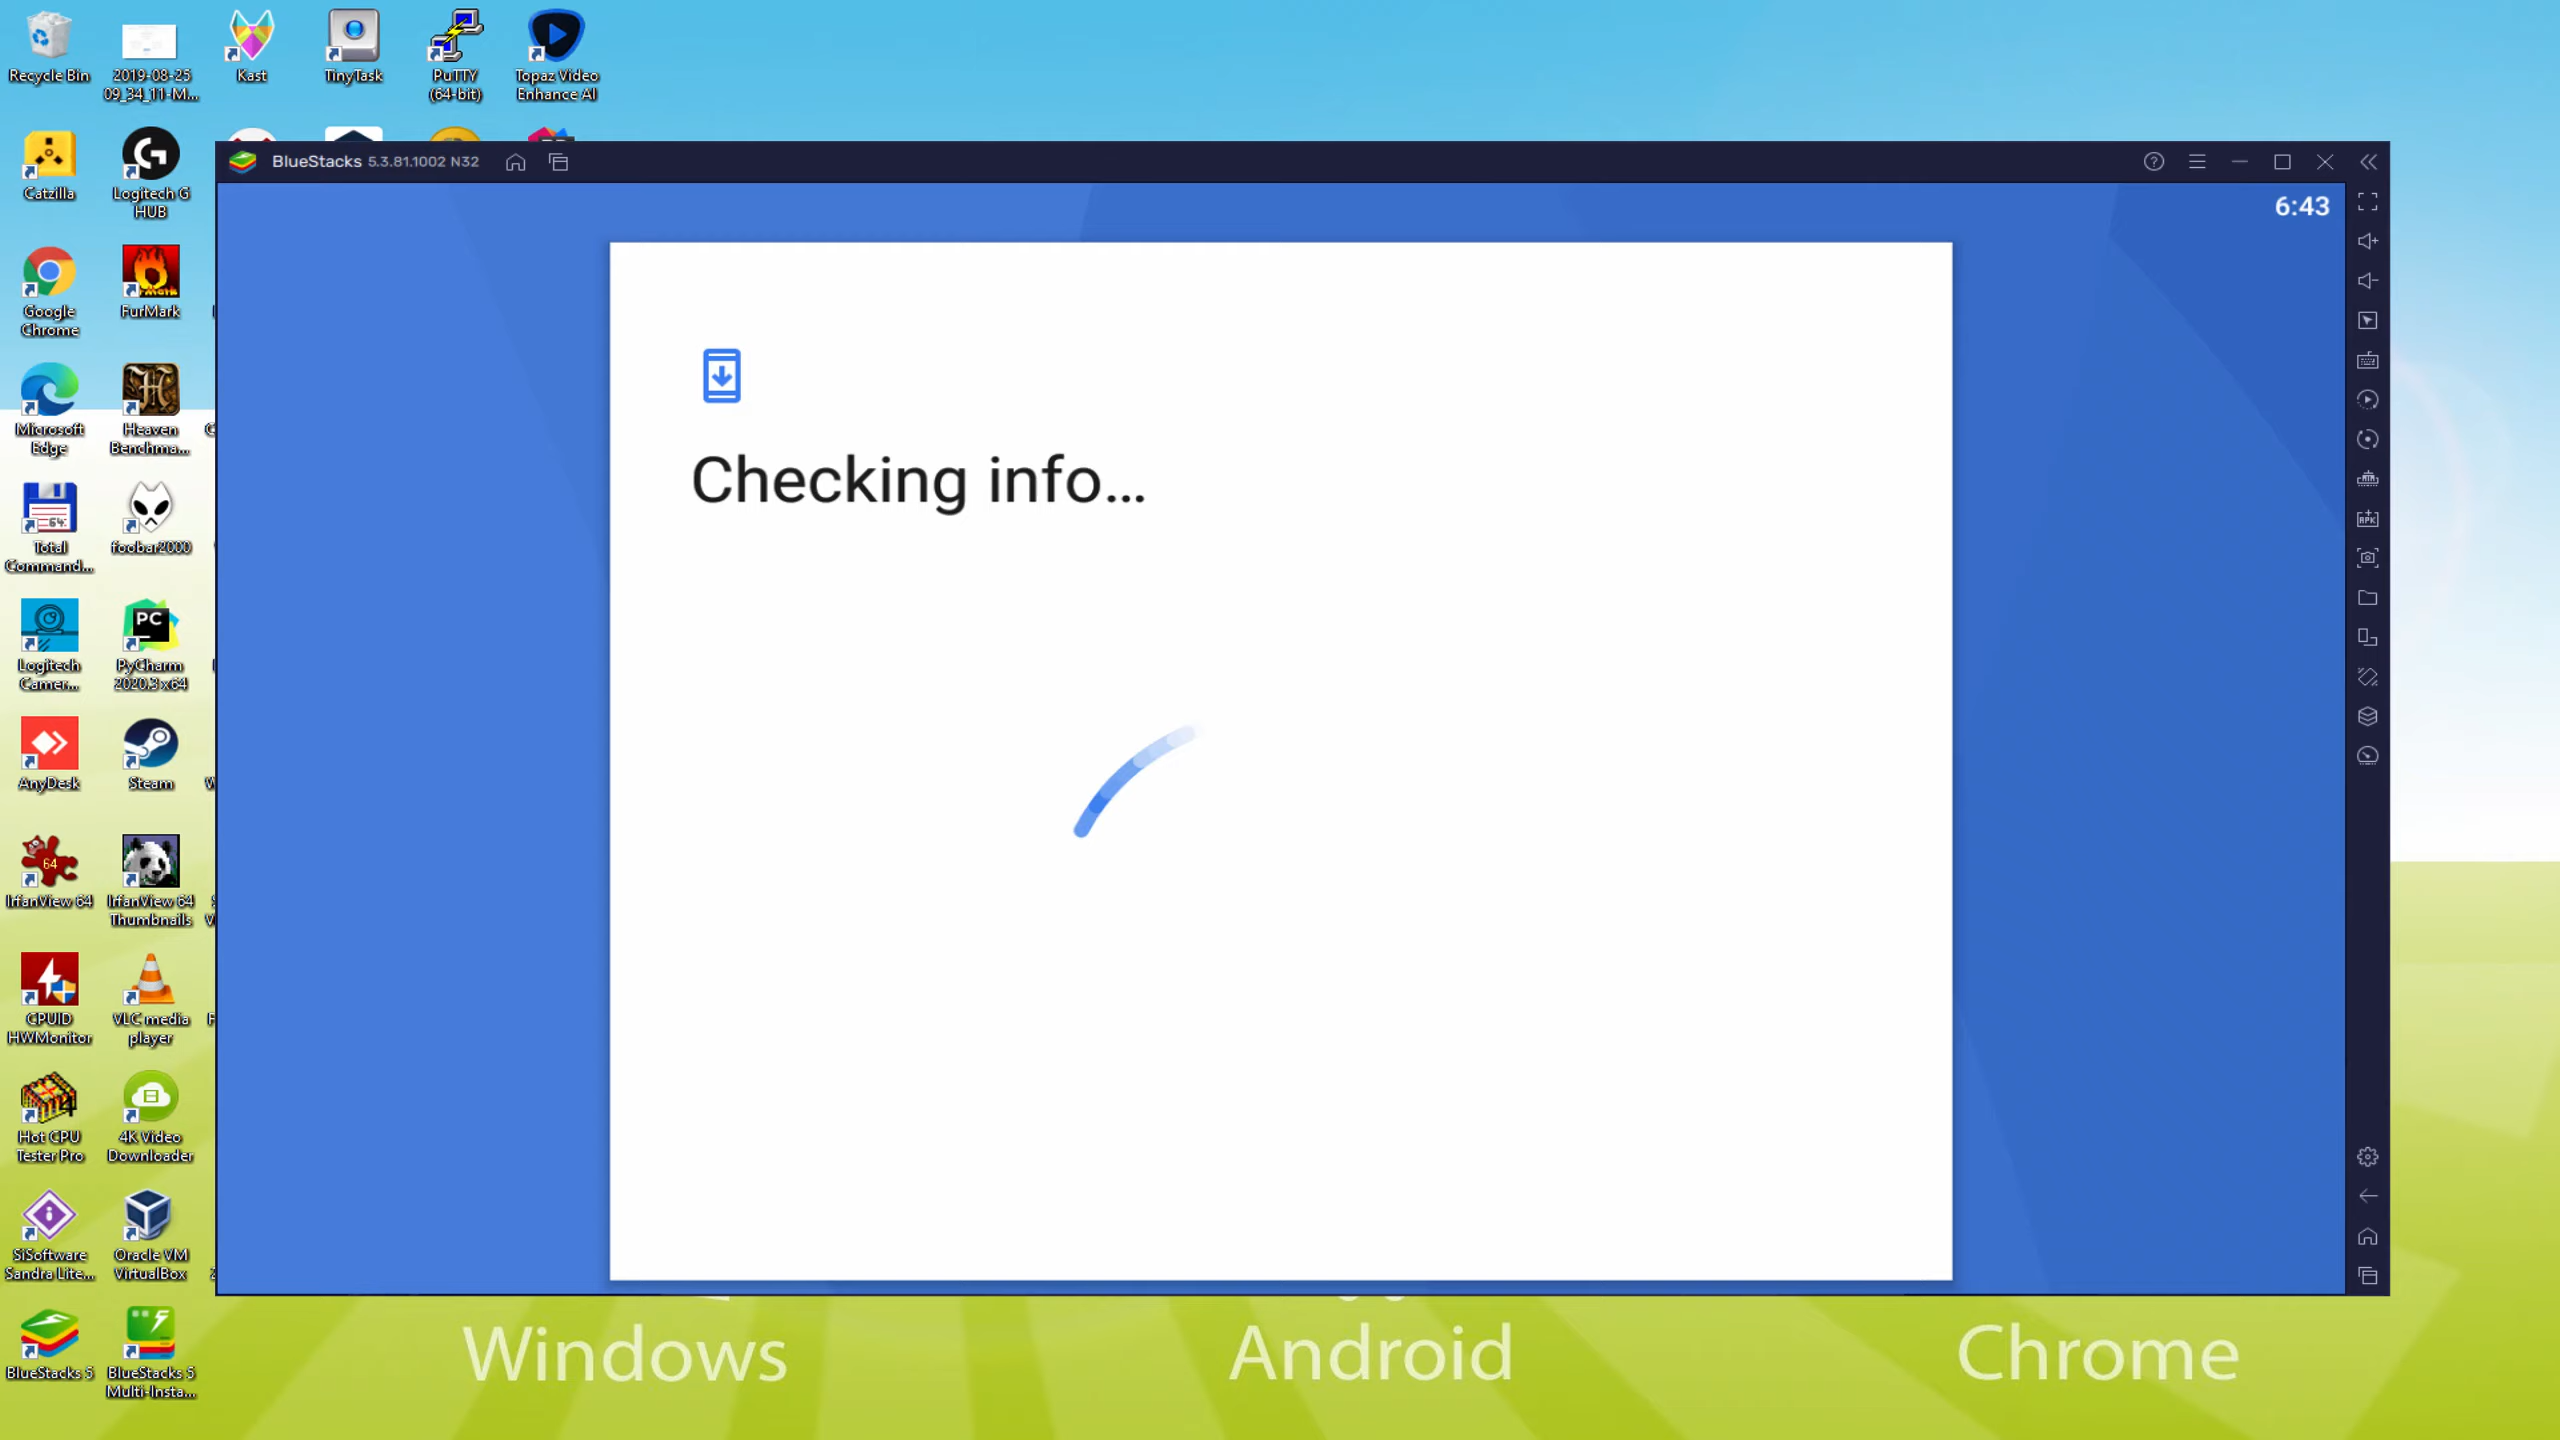 Recycle Bin
2019-08-25
09_34_11-M...
Kast
TinyTask
PuTTY
(64-bit)
Topaz Video
Enhance AI
Catzilla
Logitech G
HUB
Google
Chrome
FurMark
Microsoft
Edge
Heaven
Benchma...
Total
Command...
foobar2000
Logitech
Camer...
PC
PyCharm
2020.3 x64
AnyDesk
Steam
64
IrfanView 64
IrfanView 64
Thumbnails
CPUID
HWMonitor
VLC media
player
Hot CPU
Tester Pro
4K Video
Downloader
SiSoftware
Sandra Lite...
Oracle VM
VirtualBox
BlueStacks 5
BlueStacks 5
Multi-Insta...
BlueStacks 5.3.81.1002 N32
6:43
Checking info...
Windows
Android
Chrome